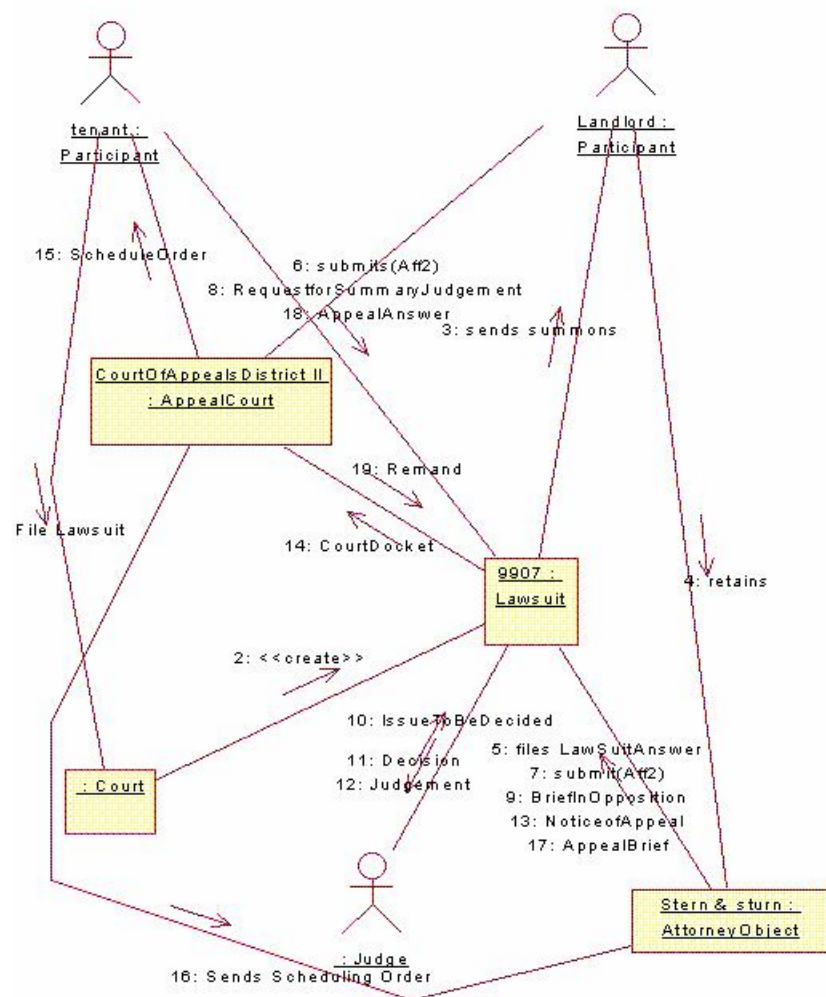 tenant :
Participant
Landlord :
Participant
15: ScheduleOrder
6: submits(Aff2)
8: RequestforSummaryJudgement
18: AppealAnswer
3: sends summons
CourtOfAppealsDistrict II
: AppealCourt
19: Remand
File Lawsuit
14: CourtDocket
9907 :
Lawsuit
4: retains
2: <<create>>
10: IssueToBeDecided
11: Decision
12: Judgement
5: files LawSuitAnswer
7: submit(Aff2)
9: BriefInOpposition
13: NoticeofAppeal
17: AppealBrief
: Court
Stern & sturn :
AttorneyObject
: Judge
16: Sends Scheduling Order